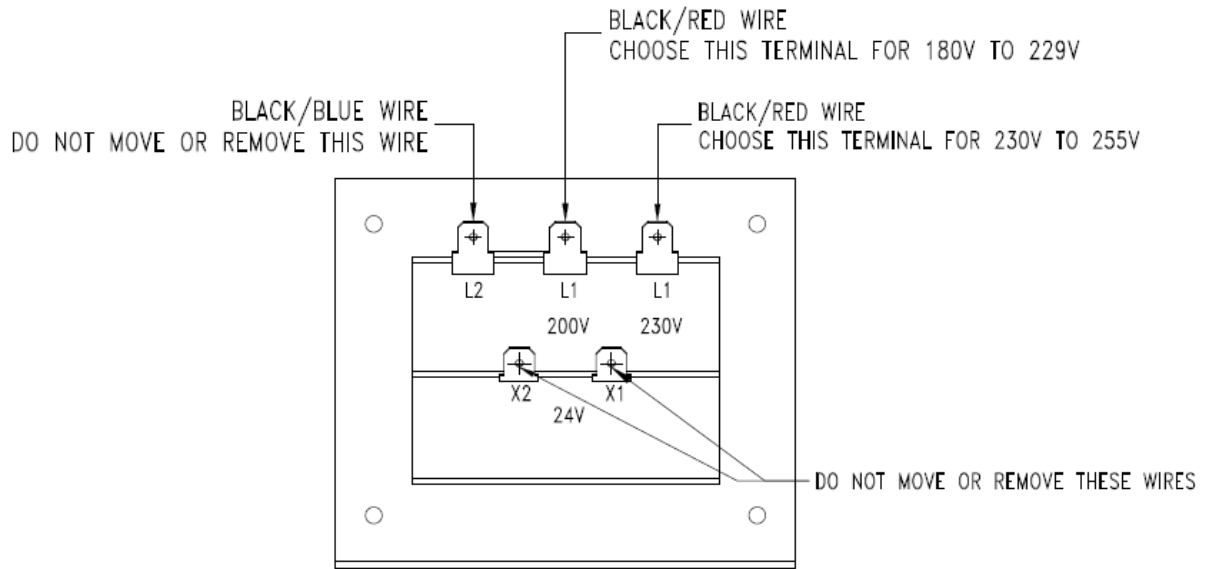 BLACK/RED WIRE
CHOOSE THIS TERMINAL FOR 180V TO 229V
BLACK/BLUE WIRE
DO NOT MOVE OR REMOVE THIS WIRE
BLACK/RED WIRE
CHOOSE THIS TERMINAL FOR 230V TO 255V
L2 L1 L1
200V 230V
X2 X1
24V
DO NOT MOVE OR REMOVE THESE WIRES